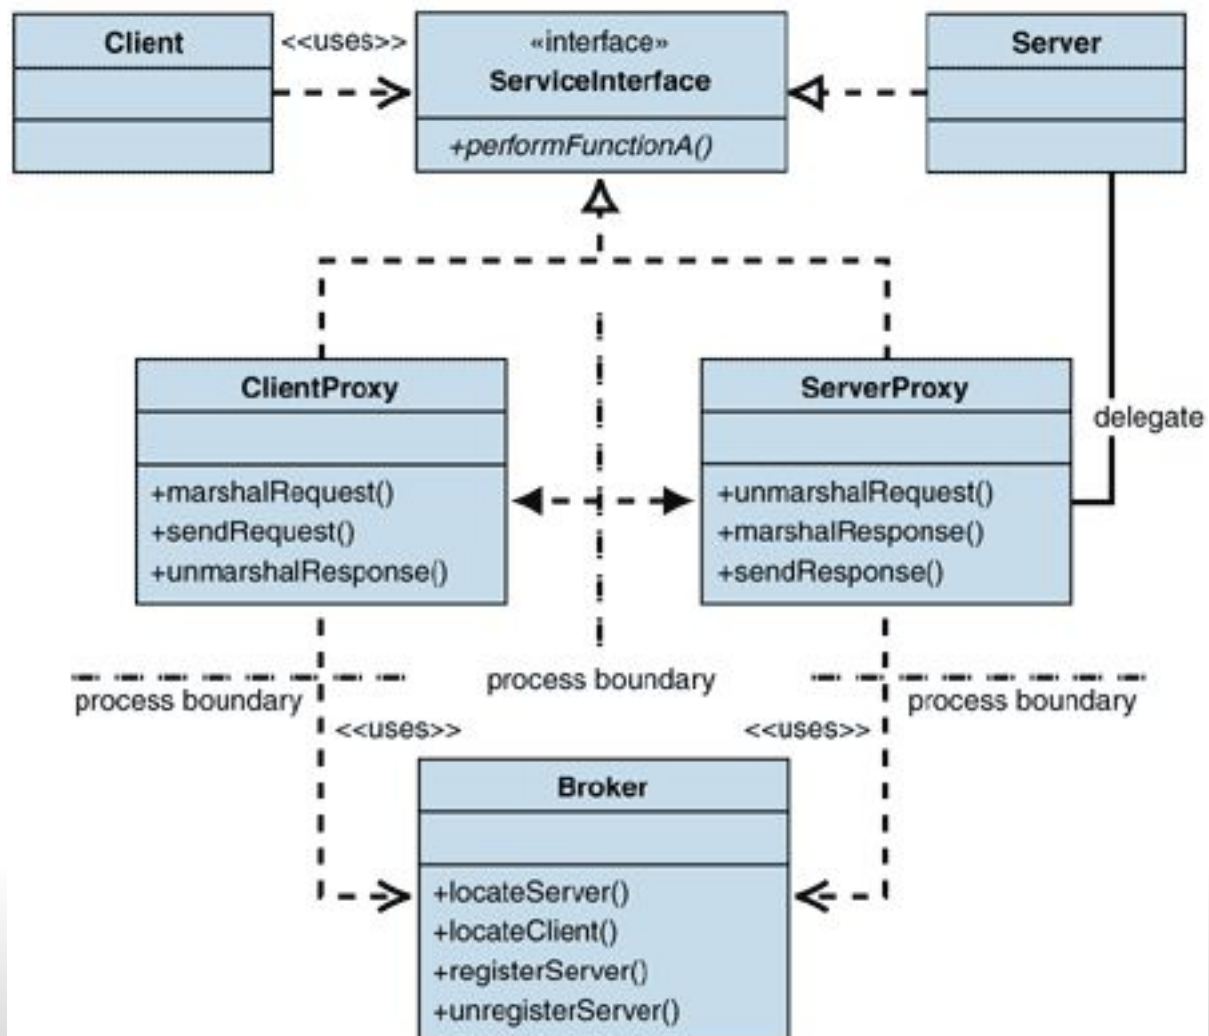 Client
<<uses>>
«interface»
ServiceInterface
+performFunctionA()
Server
ClientProxy
+marshalRequest()
+sendRequest()
+unmarshalResponse()
ServerProxy
+unmarshalRequest()
+marshalResponse()
+sendResponse()
delegate
process boundary
process boundary
process boundary
<<uses>>
<<uses>>
Broker
+locateServer()
+locateClient()
+registerServer()
+unregisterServer()